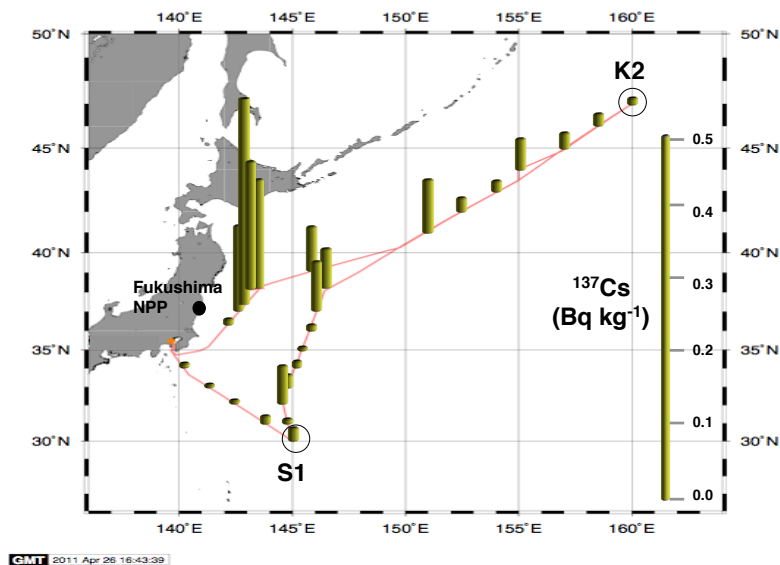 140°E 145°E 150°E 155°E 160°E
50°N 50°N
K2
45°N 45°N
0.5
0.4
40°N 40°N
Fukushima
NPP
137Cs
(Bq kg-1)
0.3
35°N 35°N
0.2
0.1
30°N 30°N
S1
0.0
140°E 145°E 150°E 155°E 160°E
GMT 2011 Apr 26 16:43:39